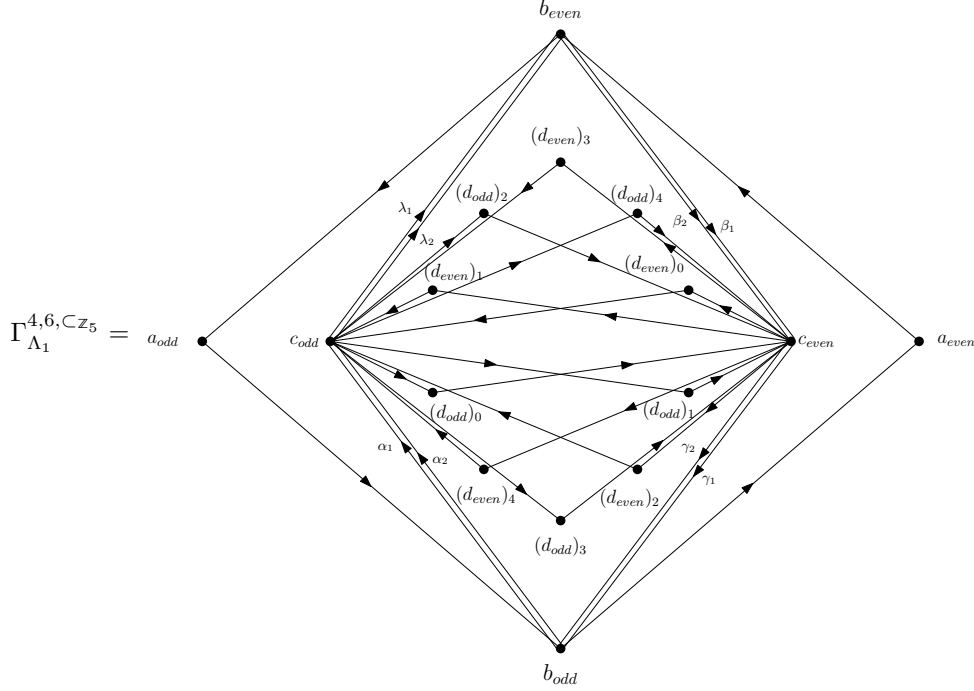 b_{even}
(d_{even})_3
(d_{odd})_2
(d_{odd})_4
λ_1
λ_2
β_2
β_1
(d_{even})_1
(d_{even})_0
Γ_{Λ_1}^{4,6,⊂_{ℤ_5}} =
a_{odd}
c_{odd}
c_{even}
a_{even}
(d_{odd})_0
(d_{odd})_1
α_1
α_2
γ_2
γ_1
(d_{even})_4
(d_{even})_2
(d_{odd})_3
b_{odd}